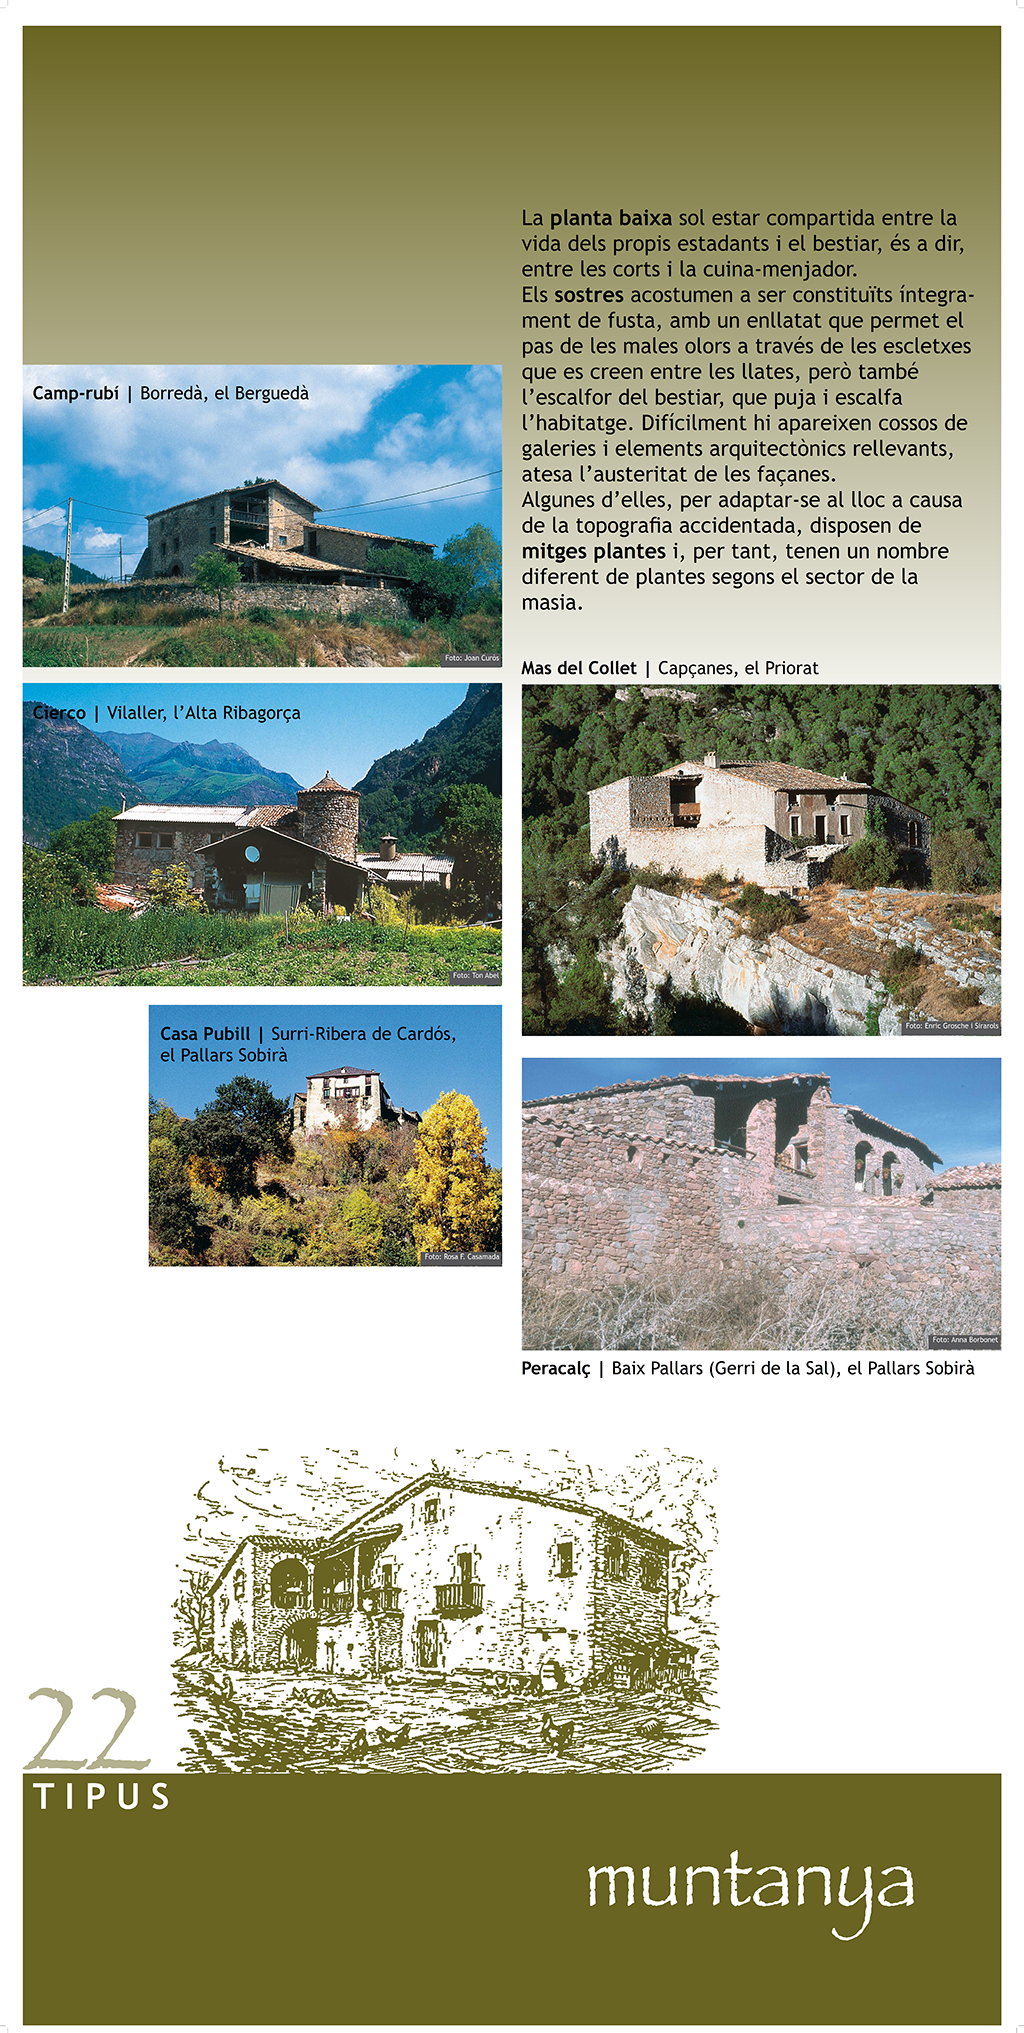 La planta baixa sol estar compartida entre la
vida dels propis estadants i el bestiar, és a dir,
entre les corts i la cuina-menjador.
Els sostres acostumen a ser constituïts íntegra-
ment de fusta, amb un enllatat que permet el
pas de les males olors a través de les escletxes
que es creen entre les llates, però també
l’escalfor del bestiar, que puja i escalfa
l’habitatge. Difícilment hi apareixen cossos de
galeries i elements arquitectònics rellevants,
atesa l’austeritat de les façanes.
Algunes d’elles, per adaptar-se al lloc a causa
de la topografia accidentada, disposen de
mitges plantes i, per tant, tenen un nombre
diferent de plantes segons el sector de la
masia.
Camp-rubí | Borredà, el Berguedà
Foto: Joan Curós
Cierco | Vilaller, l’Alta Ribagorça
Foto: Ton Abel
Casa Pubill | Surri-Ribera de Cardós,
el Pallars Sobirà
Foto: Rosa F. Casamada
Mas del Collet | Capçanes, el Priorat
Foto: Enric Grosche i Sirarols
Foto: Anna Borbonet
Peracalç | Baix Pallars (Gerri de la Sal), el Pallars Sobirà
22
TIPUS
muntanya